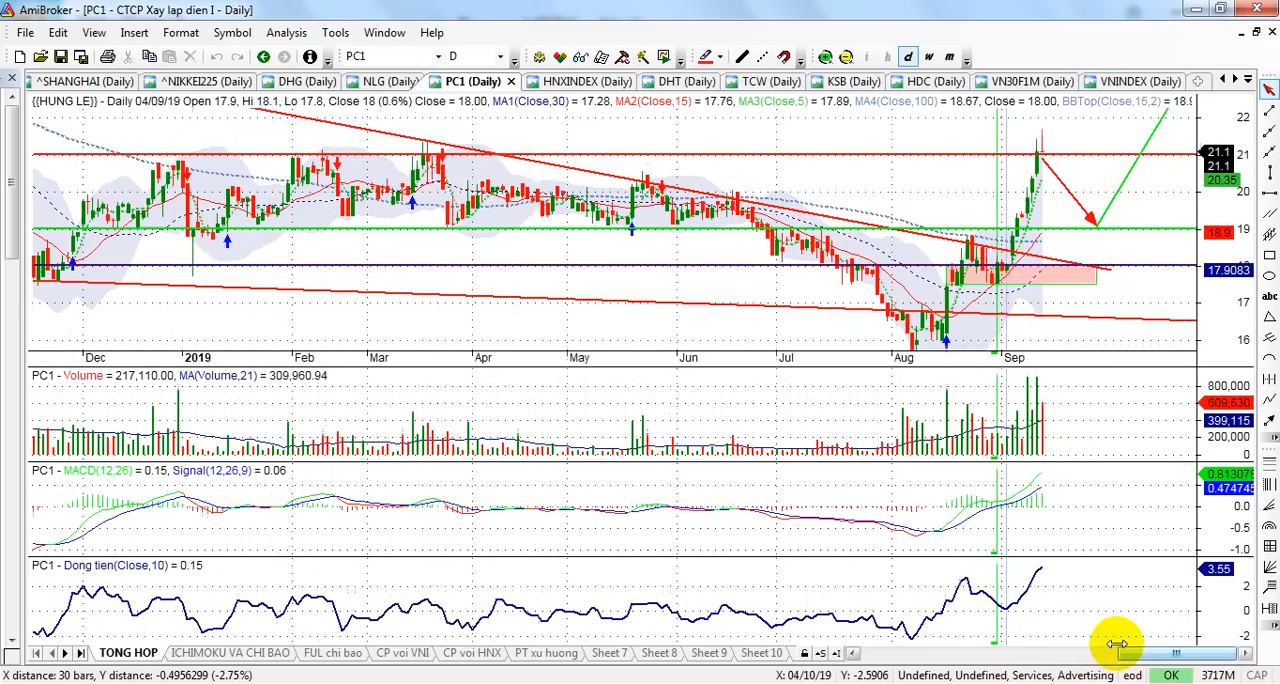 AmiBroker - [PC1 - CTCP Xay lap dien I - Daily]
File Edit View Insert Format Symbol Analysis Tools Window Help
PC1 D i h d w m
^SHANGHAI (Daily) ^NIKKE225 (Daily) DHG (Daily) NLG (Daily) PC1 (Daily) HNXINDEX (Daily) DHT (Daily) TCW (Daily) KSB (Daily) HDC (Daily) VN30F1M (Daily) VNINDEX (Daily)
{{HUNG LE}} - Daily 04/09/19 Open 17.9, Hi 18.1, Lo 17.8, Close 18 (0.6%) Close = 18.00, MA1(Close,30) = 17.28, MA2(Close,15) = 17.76, MA3(Close,5) = 17.89, MA4(Close,100) = 18.67, Close = 18.00, BBTop(Close,15,2) = 18.9
22
21.1
21
21.1
20.35
20
19
18.9
17.9083
17
16
abc
Dec 2019 Feb Mar Apr May Jun Jul Aug Sep
PC1 - Volume = 217,110.00, MA(Volume,21) = 309,960.94
800,000
609,630
399,115
200,000
PC1 - MACD(12,26) = 0.15, Signal(12,26,9) = 0.06
0.813078
0.474743
0.0
-0.5
-1.0
PC1 - Dong tien(Close,10) = 0.15
3.55
2
0
-2
TONG HOP ICHIMOKU VA CHI BAO FUL chi bao CP voi HNI CP voi HNX PT xu huong Sheet 7 Sheet 8 Sheet 9 Sheet 10
X distance: 30 bars, Y distance: -0.4956299 (-2.75%) X: 04/10/19 Y: -2.5906 Undefined, Undefined, Services, Advertising eod OK 3717M CAP